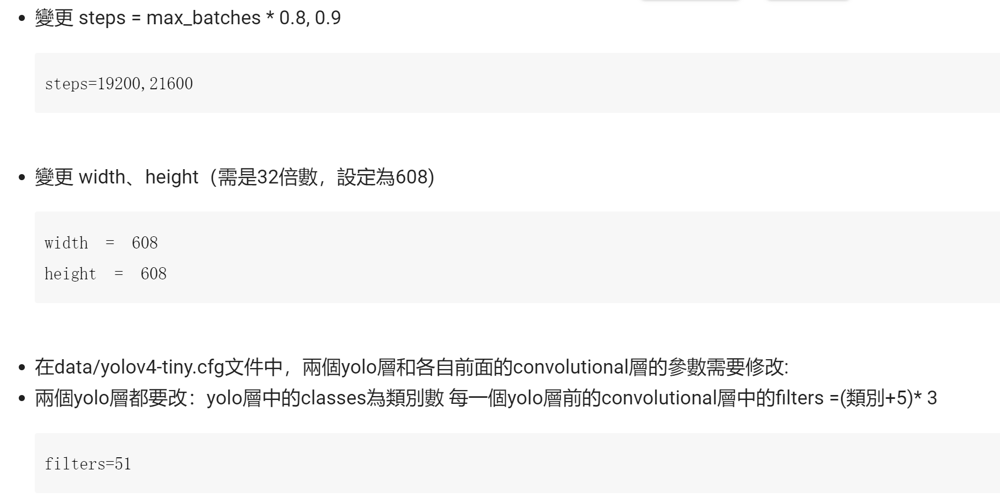 變更 steps = max_batches * 0.8, 0.9
steps=19200,21600
變更 width、height（需是32倍數，設定為608)
width  =  608
height  =  608
在data/yolov4-tiny.cfg文件中，兩個yolo層和各自前面的convolutional層的參數需要修改:
兩個yolo層都要改：yolo層中的classes為類別數 每一個yolo層前的convolutional層中的filters =(類別+5)* 3
filters=51